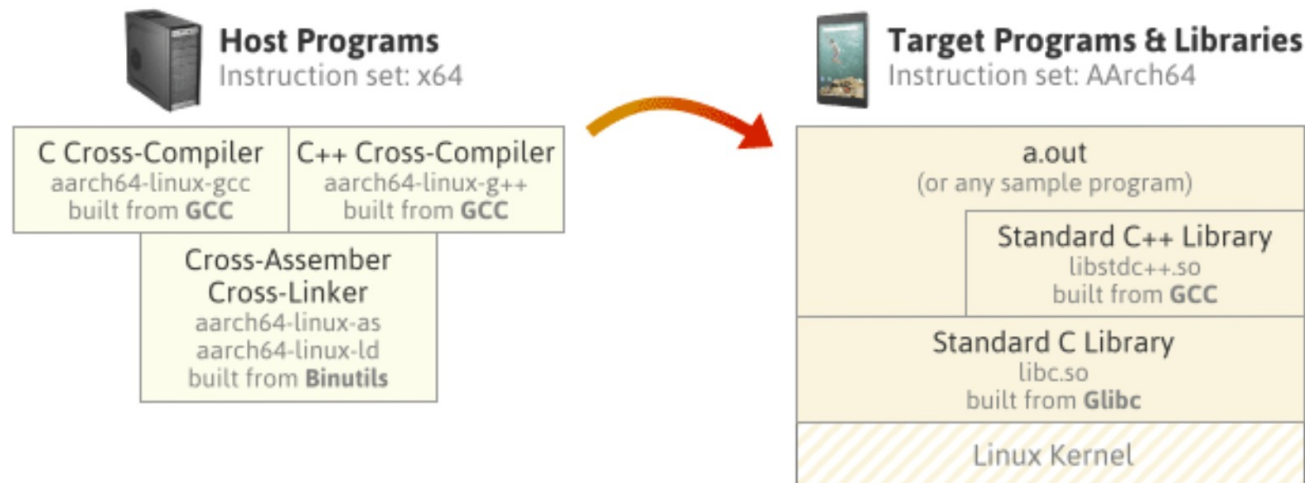 Host Programs
Instruction set: x64
C Cross-Compiler
aarch64-linux-gcc
built from GCC
C++ Cross-Compiler
aarch64-linux-g++
built from GCC
Cross-Assember
Cross-Linker
aarch64-linux-as
aarch64-linux-ld
built from Binutils
Target Programs & Libraries
Instruction set: AArch64
a.out
(or any sample program)
Standard C++ Library
libstdc++.so
built from GCC
Standard C Library
libc.so
built from Glibc
Linux Kernel